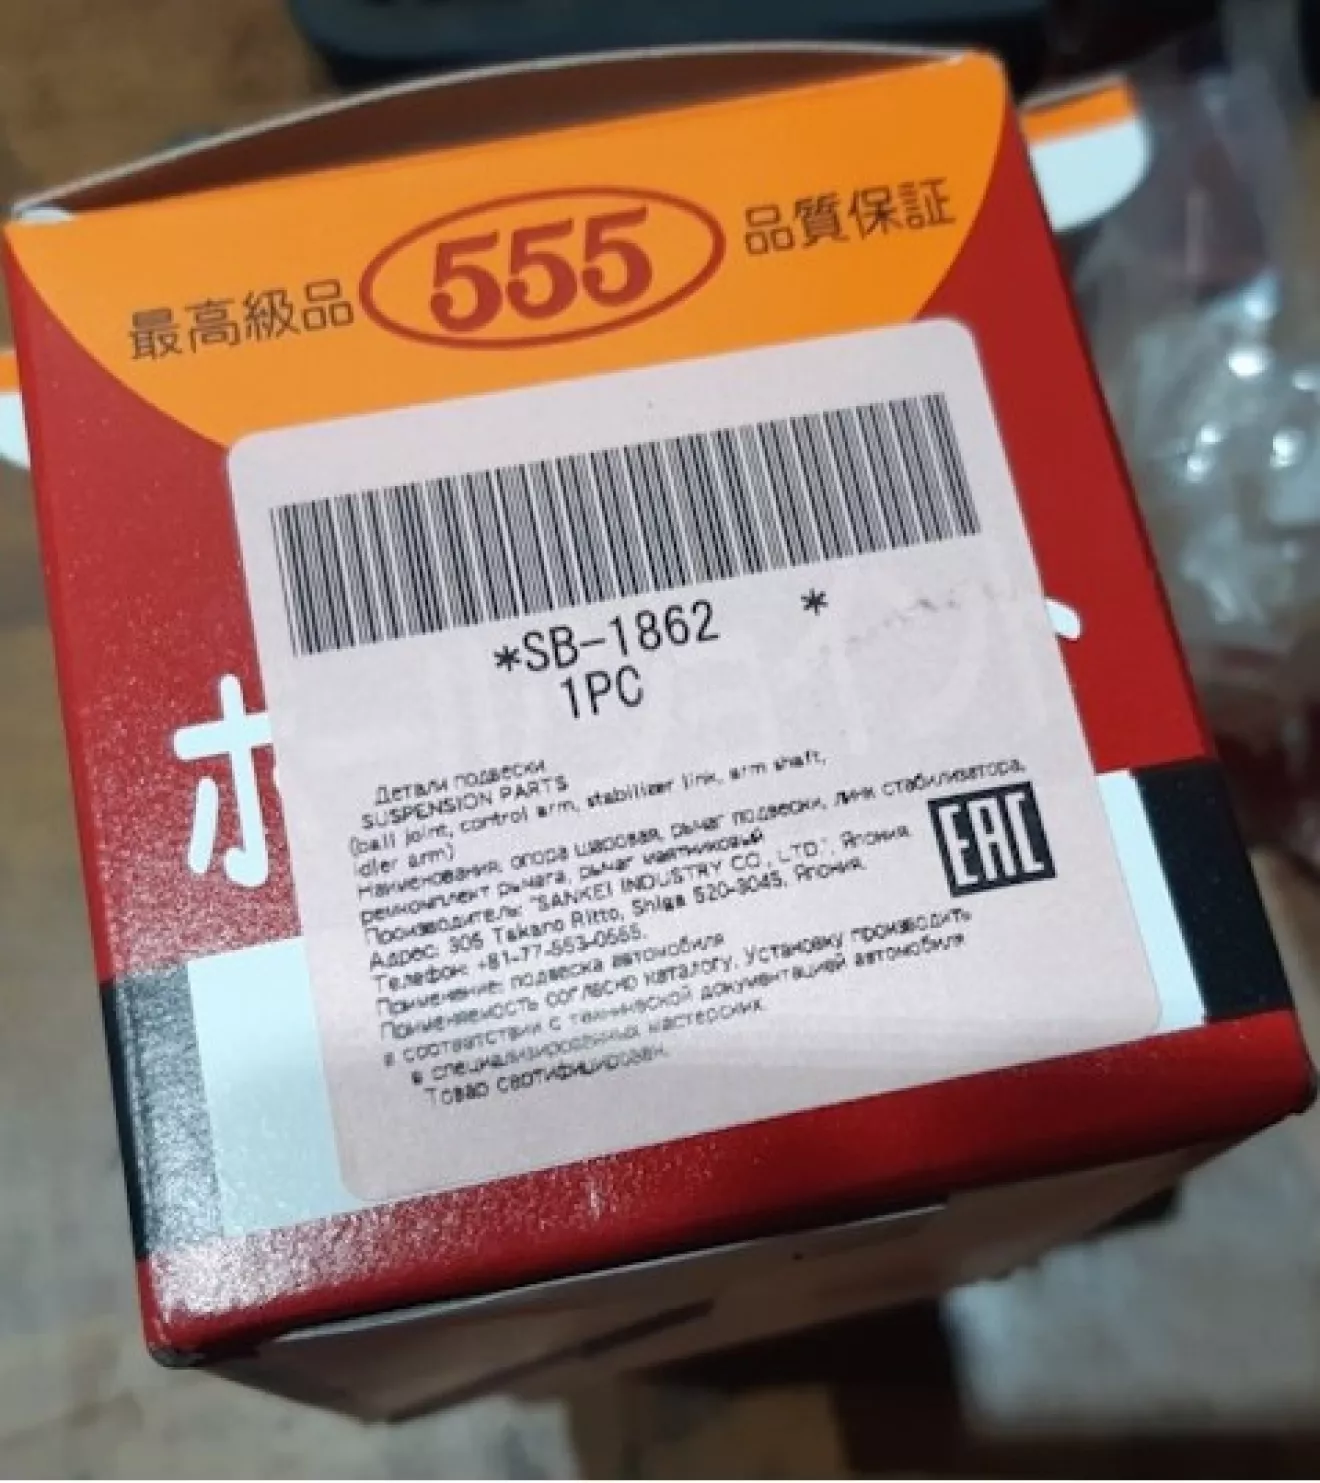 最高級品 555 品質保証
*SB-1862 *
1PC
Детали подвески
SUSPENSION PARTS
(ball joint, control arm, stabilizer link, arm shaft,
idler arm)
Наименования: опора шаровая, рычаг подвески, линк стабилизатора,
ремкомплект рычага, рычаг маятниковый
Производитель: "SANKEI INDUSTRY CO., LTD.", Япония
Адрес: 305 Takano Ritto, Shiga 520-3045, Япония.
Телефон: +81-77-553-0565.
Применение: подвеска автомобиля
Применяемость согласно каталогу. Установку производить
в соответствии с технической документацией автомобиля
в специализированных мастерских.
Товар сертифицирован.
EAC